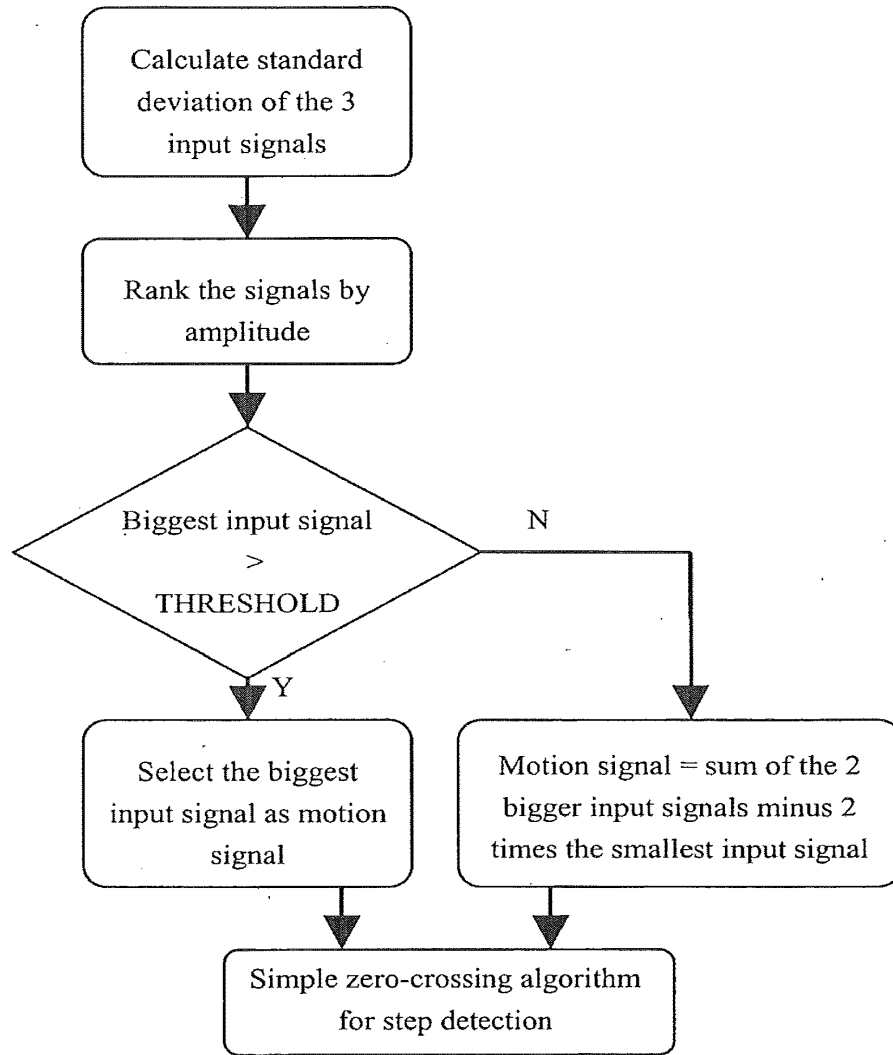 Calculate standard
deviation of the 3
input signals
Rank the signals by
amplitude
Biggest input signal
>
THRESHOLD
N
Y
Select the biggest
input signal as motion
signal
Motion signal = sum of the 2
bigger input signals minus 2
times the smallest input signal
Simple zero-crossing algorithm
for step detection